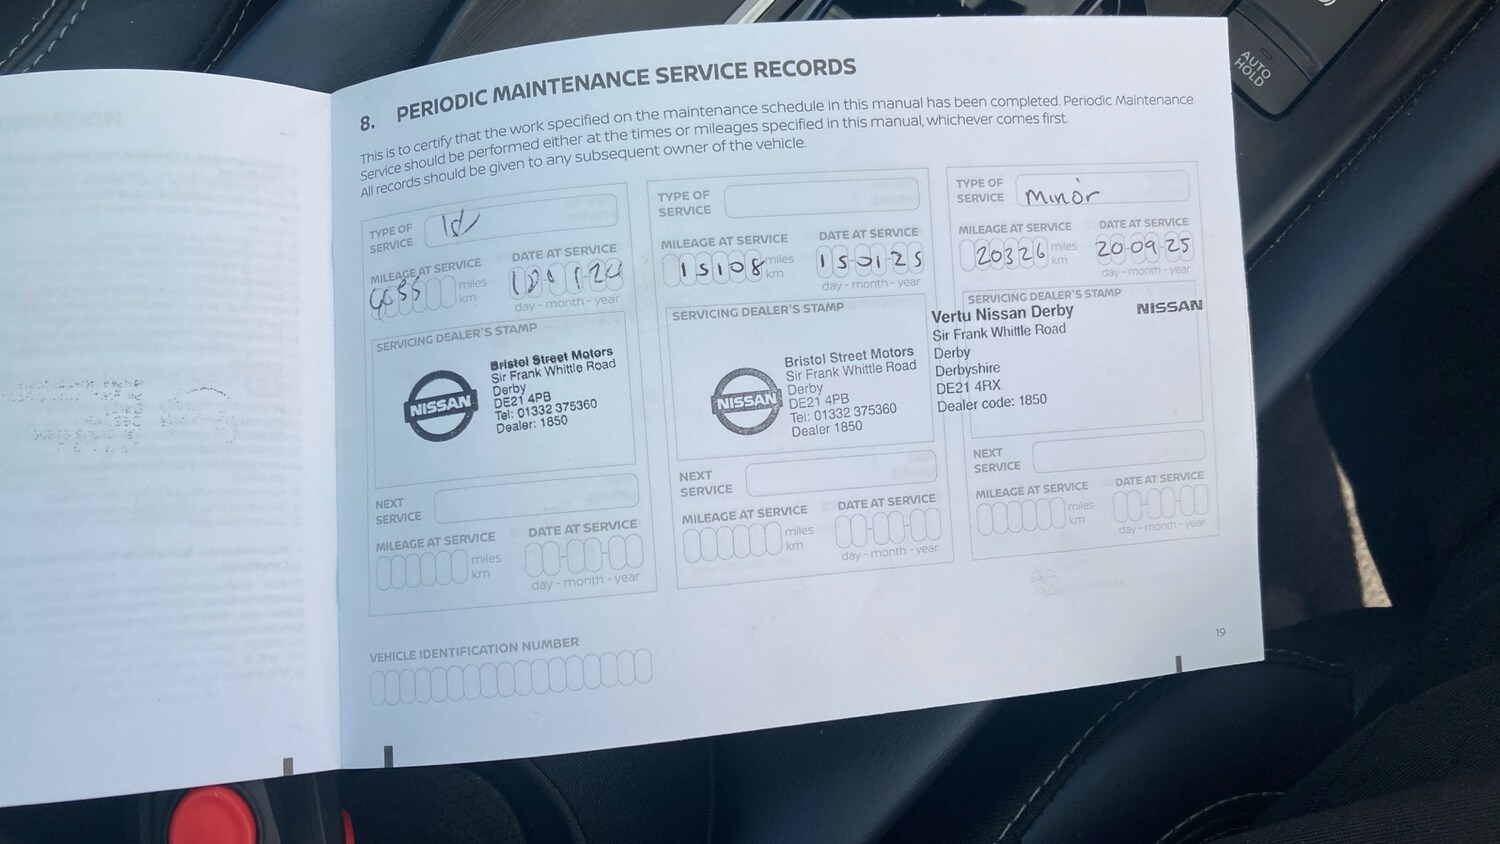 8. PERIODIC MAINTENANCE SERVICE RECORDS
This is to certify that the work specified on the maintenance schedule in this manual has been completed. Periodic Maintenance
Service should be performed either at the times or mileages specified in this manual, whichever comes first.
All records should be given to any subsequent owner of the vehicle.
TYPE OF
SERVICE
MILEAGE AT SERVICE
DATE AT SERVICE
miles
km
day - month - year
SERVICING DEALER'S STAMP
NISSAN
Bristol Street Motors
Sir Frank Whittle Road
Derby
DE21 4PB
Tel: 01332 375360
Dealer: 1850
NEXT
SERVICE
MILEAGE AT SERVICE
DATE AT SERVICE
miles
km
day - month - year
TYPE OF
SERVICE
MILEAGE AT SERVICE
DATE AT SERVICE
15108 miles
km
15-01-25
day - month - year
SERVICING DEALER'S STAMP
NISSAN
Bristol Street Motors
Sir Frank Whittle Road
Derby
DE21 4PB
Tel: 01332 375360
Dealer 1850
NEXT
SERVICE
MILEAGE AT SERVICE
DATE AT SERVICE
miles
km
day - month - year
TYPE OF
SERVICE
Minor
MILEAGE AT SERVICE
DATE AT SERVICE
20326 miles
km
20-09-25
day - month - year
SERVICING DEALER'S STAMP
Vertu Nissan Derby
NISSAN
Sir Frank Whittle Road
Derby
Derbyshire
DE21 4RX
Dealer code: 1850
NEXT
SERVICE
MILEAGE AT SERVICE
DATE AT SERVICE
miles
km
day - month - year
VEHICLE IDENTIFICATION NUMBER
19
AUTO
HOLD